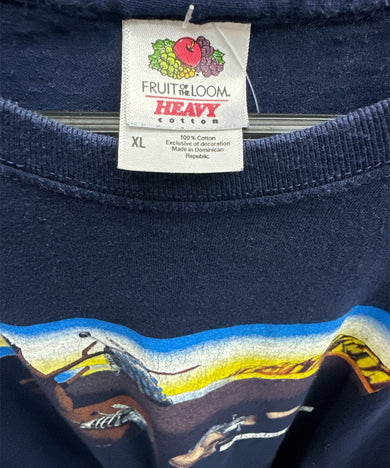 FRUIT OF THE LOOM.
HEAVY
cotton
XL
100% Cotton
Exclusive of decoration
Made in Dominican
Republic